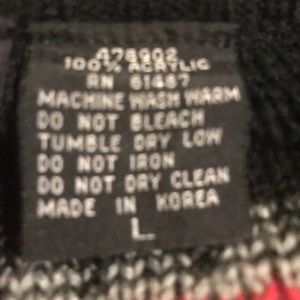 478902
100% ACRYLIC
RN 61487
MACHINE WASH WARM
DO NOT BLEACH
TUMBLE DRY LOW
DO NOT IRON
DO NOT DRY CLEAN
MADE IN KOREA
L